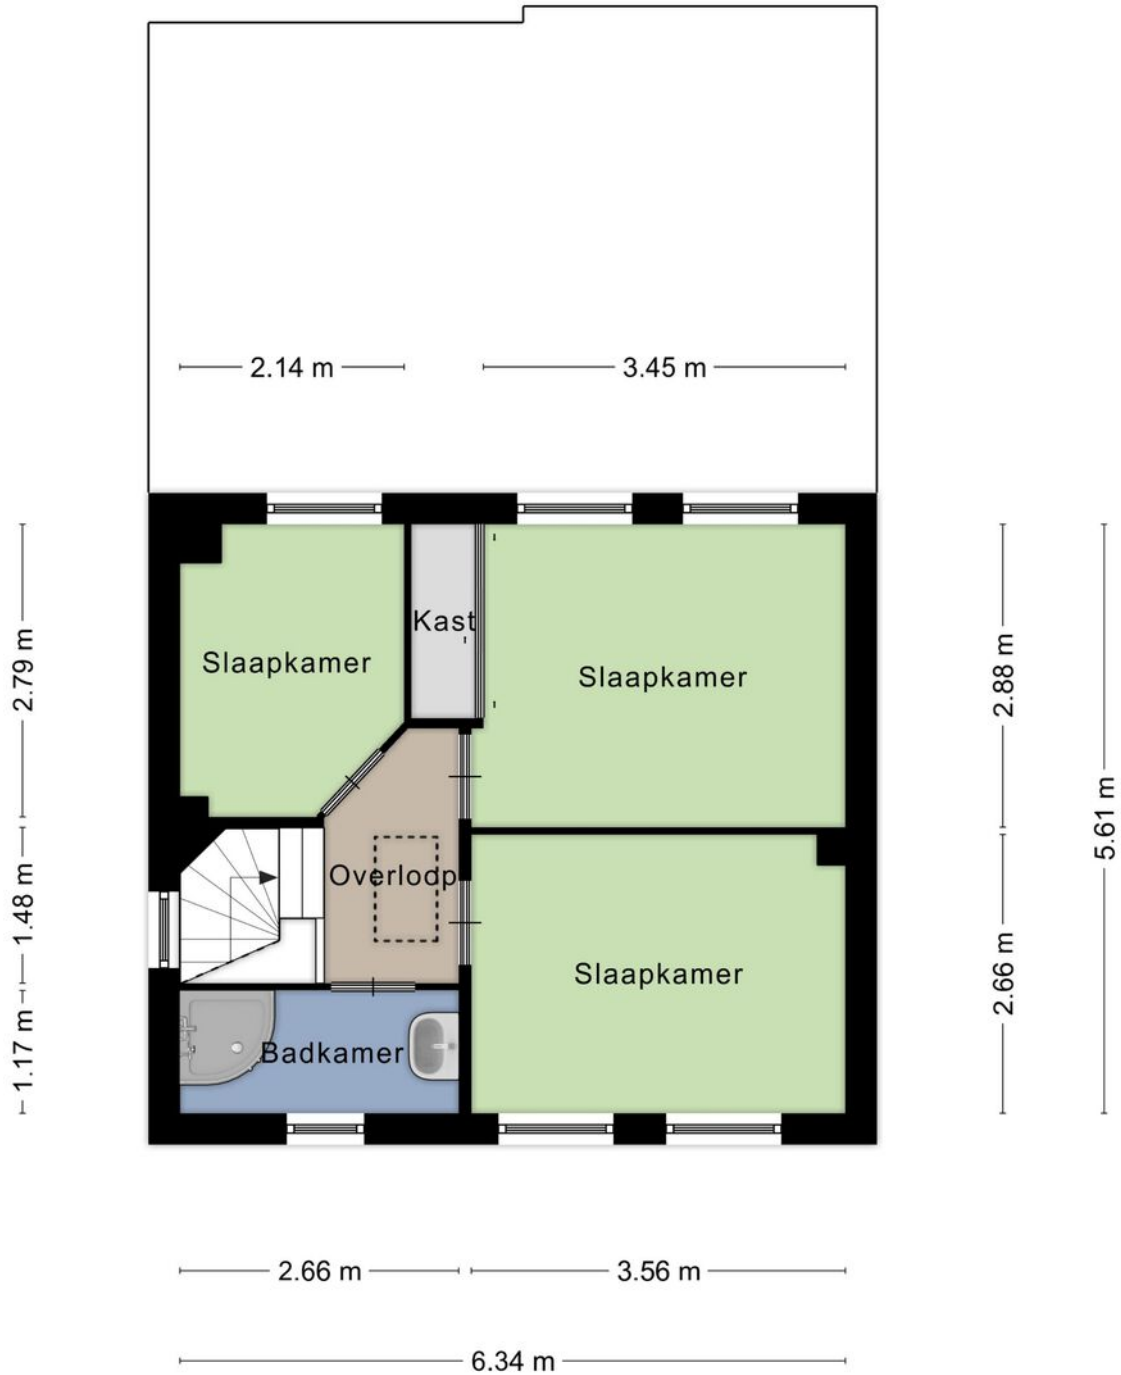 2.14 m
3.45 m
Kast
Slaapkamer
Slaapkamer
2.79 m
2.88 m
5.61 m
Overloop
1.48 m
Slaapkamer
2.66 m
Badkamer
1.17 m
2.66 m
3.56 m
6.34 m